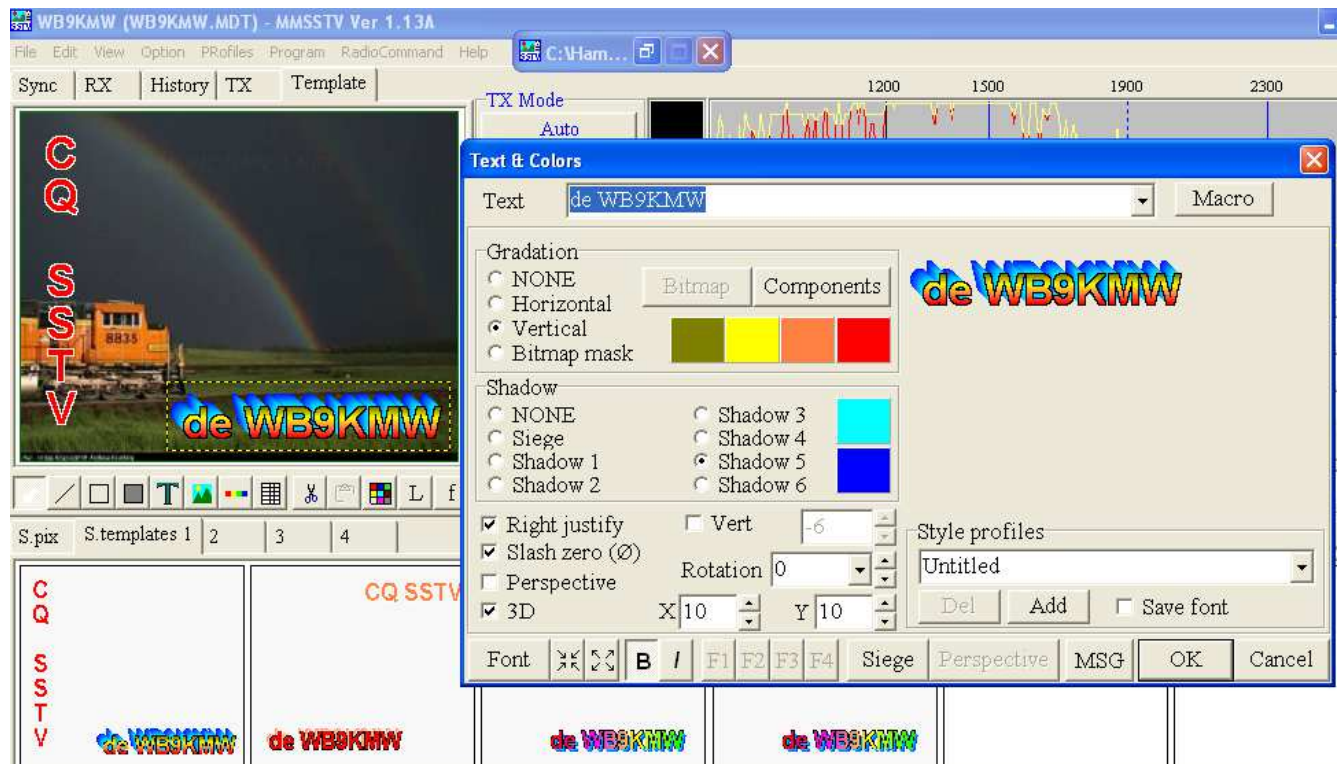 WB9KMW (WB9KMW.MDT) - MMSSTV Ver 1.13A
File Edit View Option PRofiles Program RadioCommand Help
C:\Ham...
Sync RX History TX Template
TX Mode
Auto
1200 1500 1900 2300
CQ SSTV
8835
de WB9KMW
Text & Colors
Text de WB9KMW Macro
Gradation
NONE
Horizontal
Vertical
Bitmap mask
Bitmap Components
de WB9KMW
Shadow
NONE
Siege
Shadow 1
Shadow 2
Shadow 3
Shadow 4
Shadow 5
Shadow 6
Right justify
Slash zero (Ø)
Perspective
3D
Vert -6
Rotation 0
X 10 Y 10
Style profiles
Untitled
Del Add Save font
Font B I F1 F2 F3 F4 Siege Perspective MSG OK Cancel
T L f
S.pix S.templates 1 2 3 4
CQ SSTV
de WB9KMW
CQ SSTV
de WB9KMW
de WB9KMW
de WB9KMW